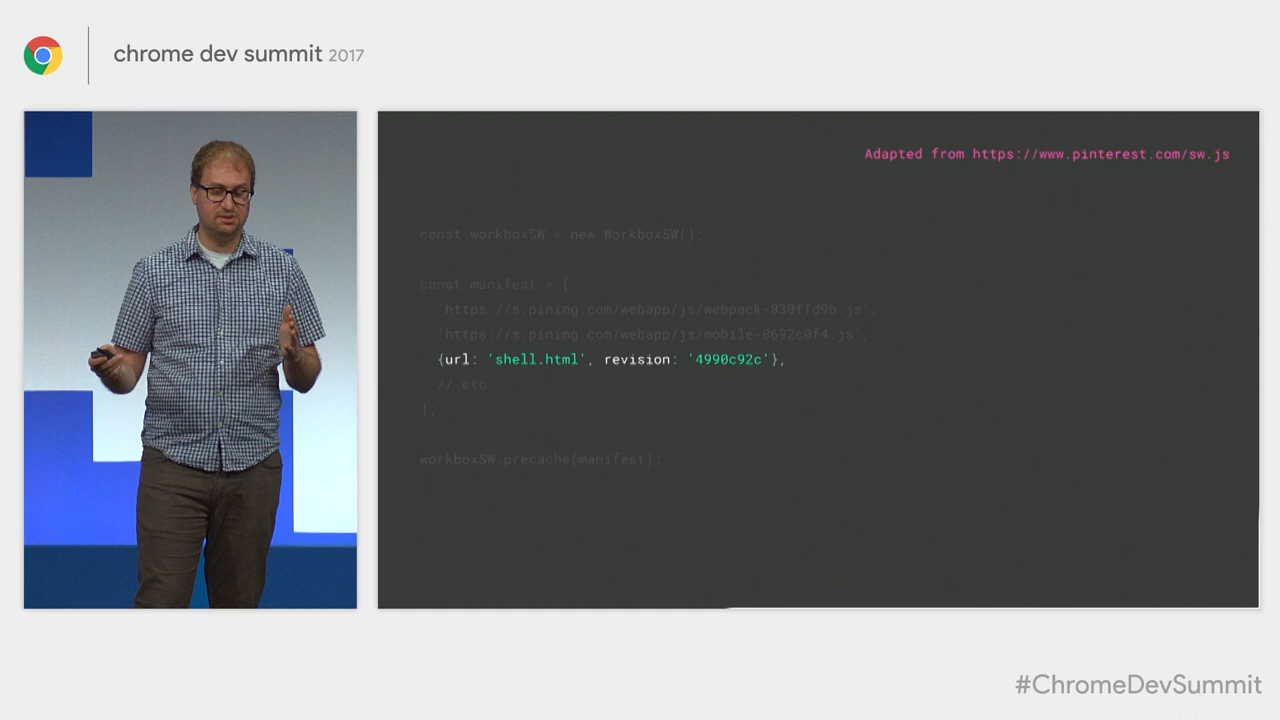 chrome dev summit 2017
Adapted from https://www.pinterest.com/sw.js
const workboxSW = new WorkboxSW();
const manifest = [
'https://s.pinimg.com/webapp/js/webpack-830ffd9b.js',
'https://s.pinimg.com/webapp/js/mobile-8692c0f4.js',
{url: 'shell.html', revision: '4990c92c'},
// etc.
];
workboxSW.precache(manifest);
#ChromeDevSummit